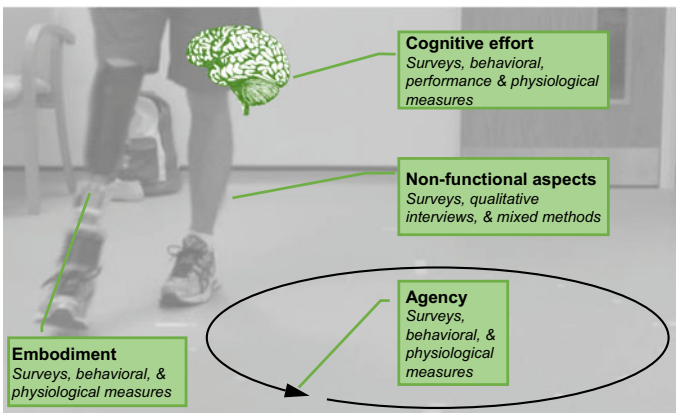 Cognitive effort
Surveys, behavioral,
performance & physiological
measures
Non-functional aspects
Surveys, qualitative
interviews, & mixed methods
Agency
Surveys,
behavioral, &
physiological
measures
Embodiment
Surveys, behavioral, &
physiological measures